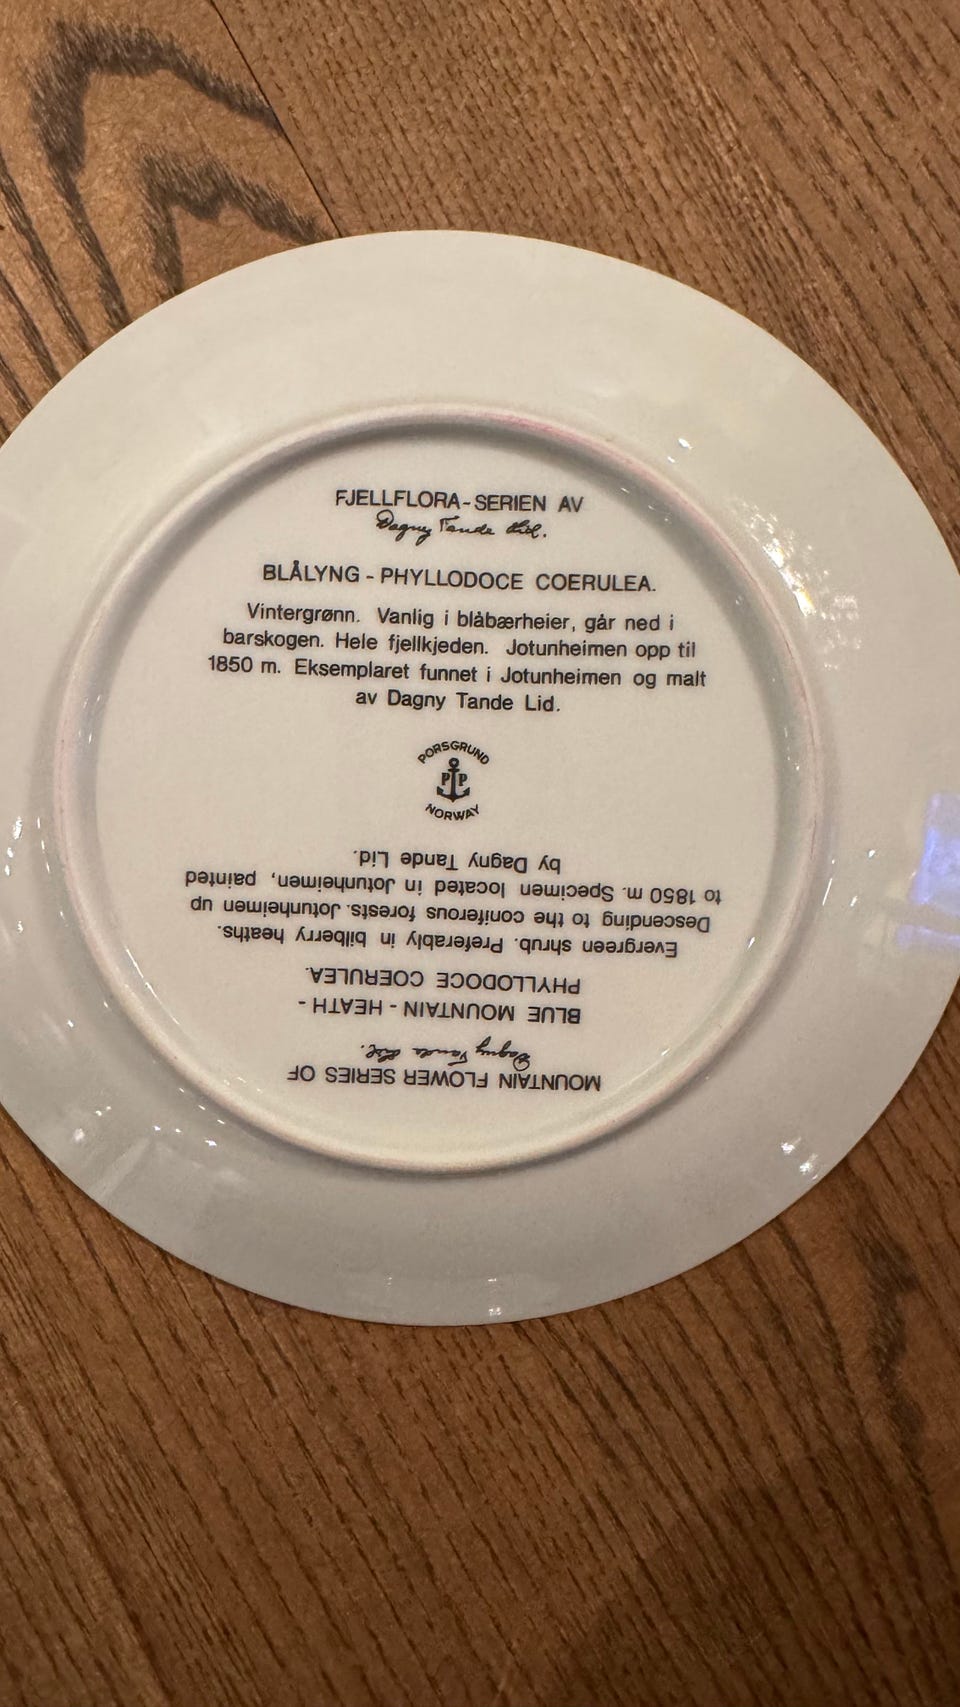 FJELLFLORA-SERIEN AV
Dagny Tande Lid.
BLÅLYNG - PHYLLODOCE COERULEA.
Vintergrønn. Vanlig i blåbærheier, går ned i
barskogen. Hele fjellkjeden. Jotunheimen opp til
1850 m. Eksemplaret funnet i Jotunheimen og malt
av Dagny Tande Lid.
PORSGRUND
PP
NORWAY
MOUNTAIN FLOWER SERIES OF
Dagny Tande Lid.
BLUE MOUNTAIN - HEATH -
PHYLLODOCE COERULEA.
Evergreen shrub. Preferably in bilberry heaths.
Descending to the coniferous forests. Jotunheimen up
to 1850 m. Specimen located in Jotunheimen, painted
by Dagny Tande Lid.